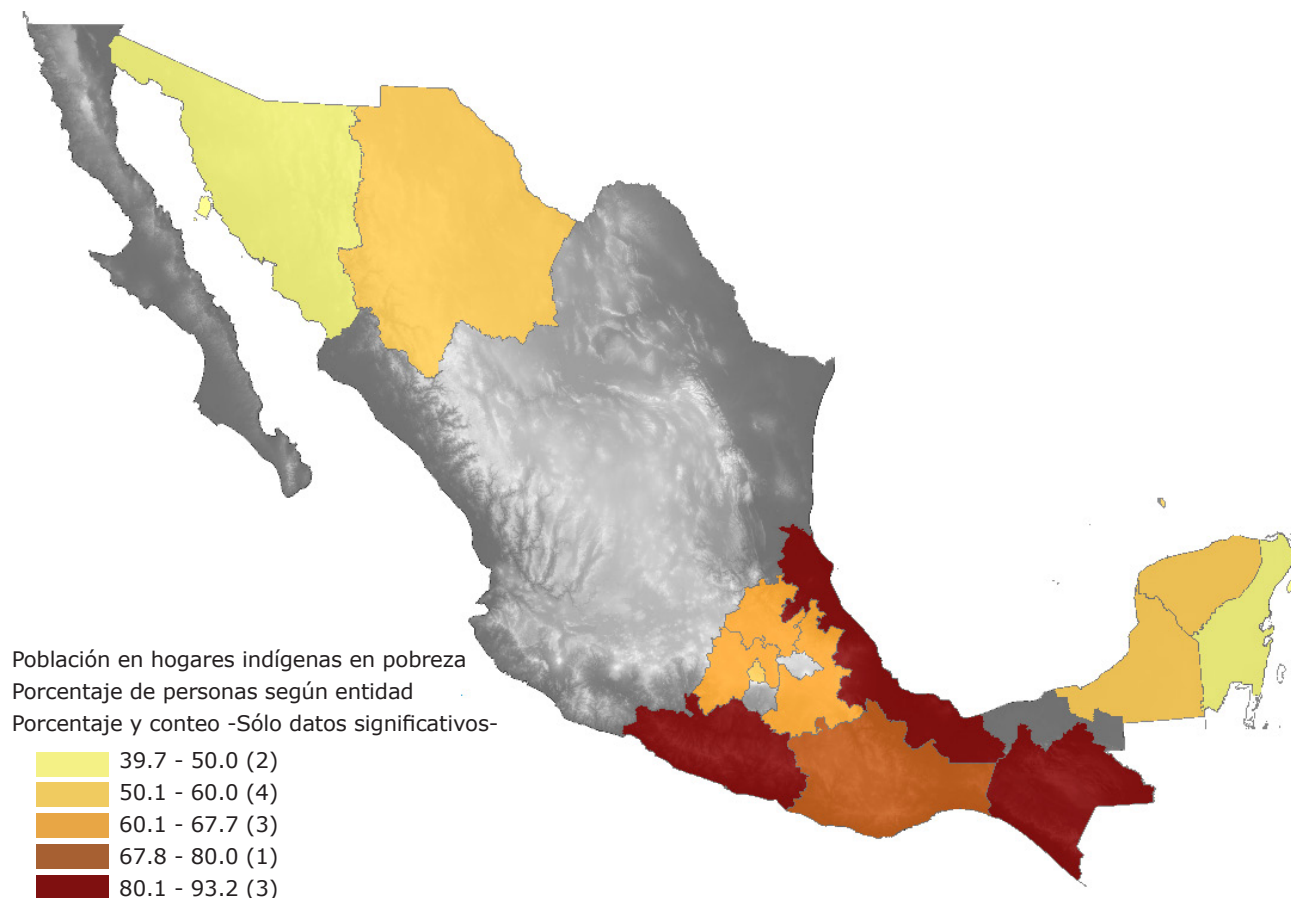 Población en hogares indígenas en pobreza
Porcentaje de personas según entidad
Porcentaje y conteo -Sólo datos significativos-
39.7 - 50.0 (2)
50.1 - 60.0 (4)
60.1 - 67.7 (3)
67.8 - 80.0 (1)
80.1 - 93.2 (3)